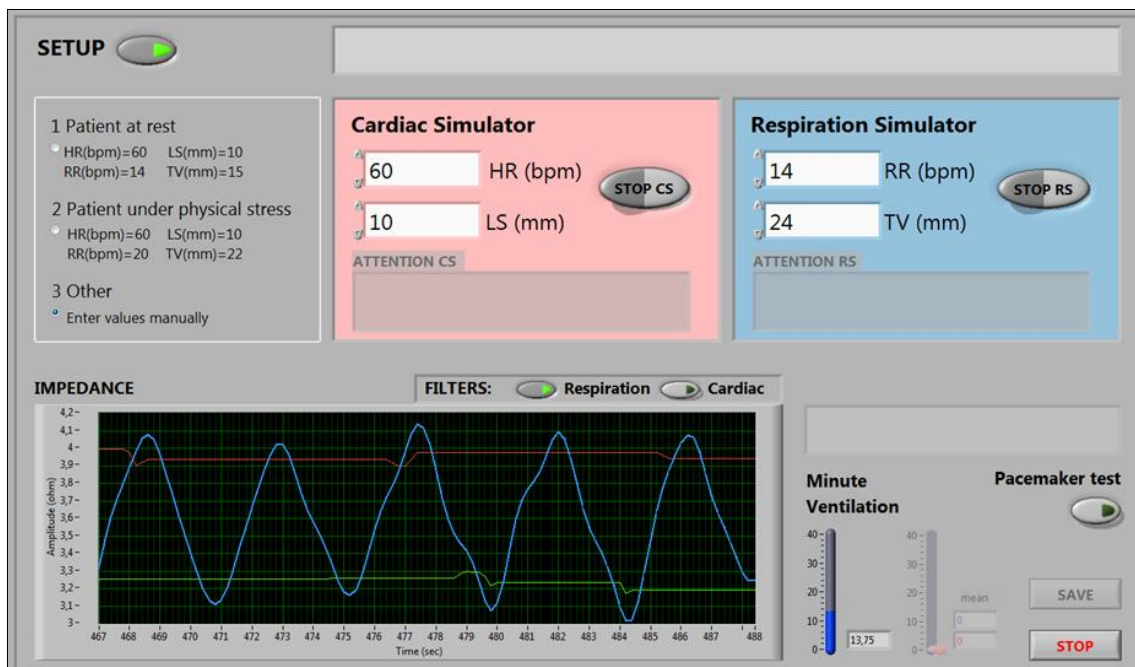 SETUP
1 Patient at rest
HR(bpm)=60 LS(mm)=10
RR(bpm)=14 TV(mm)=15
2 Patient under physical stress
HR(bpm)=60 LS(mm)=10
RR(bpm)=20 TV(mm)=22
3 Other
Enter values manually
Cardiac Simulator
60 HR (bpm)
STOP CS
10 LS (mm)
ATTENTION CS
Respiration Simulator
14 RR (bpm)
STOP RS
24 TV (mm)
ATTENTION RS
IMPEDANCE
FILTERS: Respiration Cardiac
Amplitude (ohm)
4,2
4,1
4
3,9
3,8
3,7
3,6
3,5
3,4
3,3
3,2
3,1
3
467 468 469 470 471 472 473 474 475 476 477 478 479 480 481 482 483 484 485 486 487 488
Time (sec)
Minute
Ventilation
40
30
20
10
0
13,75
40
30
20
10
0
mean
0
0
Pacemaker test
SAVE
STOP